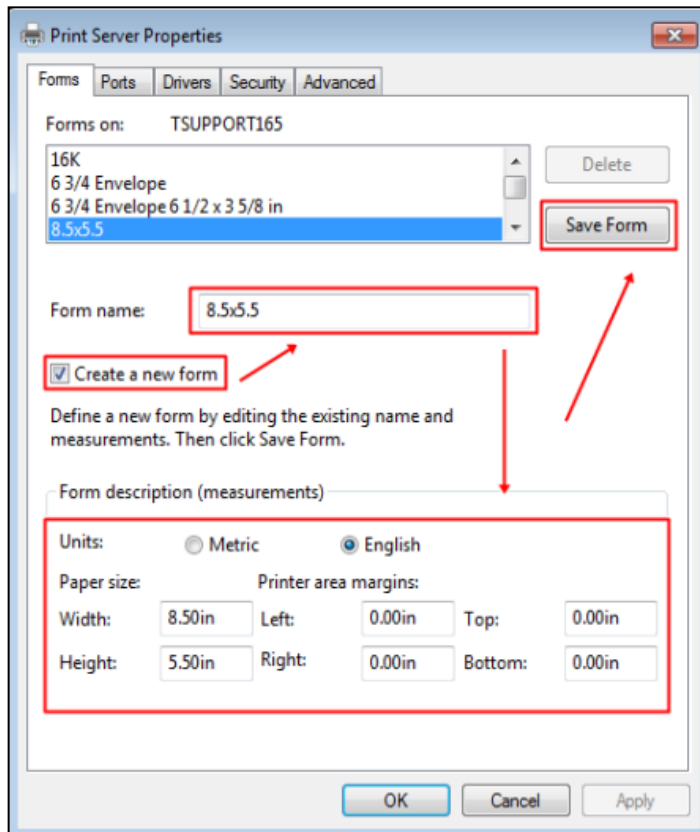 Print Server Properties
Forms Ports Drivers Security Advanced
Forms on: TSUPPORT165
16K
6 3/4 Envelope
6 3/4 Envelope 6 1/2 x 3 5/8 in
8.5x5.5
Delete
Save Form
Form name: 8.5x5.5
Create a new form
Define a new form by editing the existing name and
measurements. Then click Save Form.
Form description (measurements)
Units: Metric English
Paper size: Printer area margins:
Width: 8.50in Left: 0.00in Top: 0.00in
Height: 5.50in Right: 0.00in Bottom: 0.00in
OK Cancel Apply